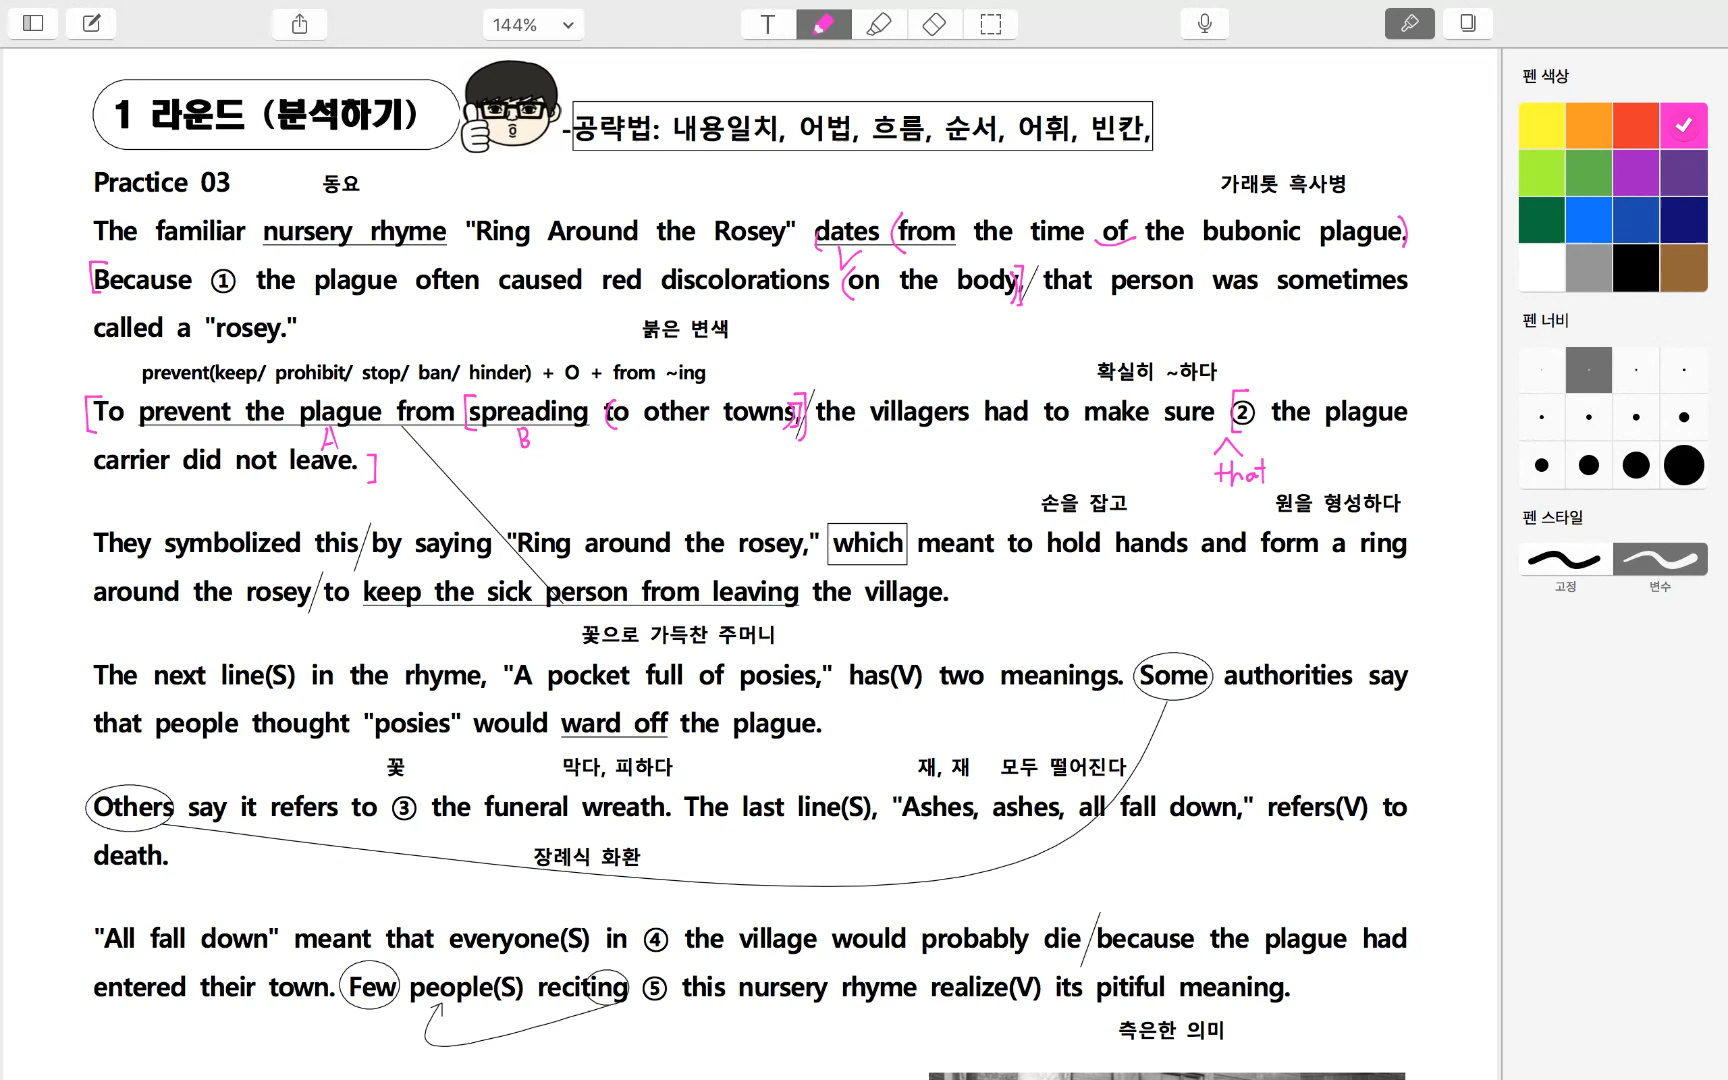 144%
T
펜 색상
1 라운드 (분석하기)
-공략법: 내용일치, 어법, 흐름, 순서, 어휘, 빈칸,
Practice 03 동요 가래톳 흑사병
The familiar nursery rhyme "Ring Around the Rosey" dates from the time of the bubonic plague.
Because ① the plague often caused red discolorations on the body, that person was sometimes
called a "rosey." 붉은 변색
펜 너비
prevent(keep/ prohibit/ stop/ ban/ hinder) + O + from ~ing 확실히 ~하다
To prevent the plague from spreading to other towns, the villagers had to make sure ② the plague
A B
carrier did not leave. that
손을 잡고 원을 형성하다
펜 스타일
They symbolized this by saying "Ring around the rosey," which meant to hold hands and form a ring
고정 변수
around the rosey to keep the sick person from leaving the village.
꽃으로 가득찬 주머니
The next line(S) in the rhyme, "A pocket full of posies," has(V) two meanings. Some authorities say
that people thought "posies" would ward off the plague.
꽃 막다, 피하다 재, 재 모두 떨어진다
Others say it refers to ③ the funeral wreath. The last line(S), "Ashes, ashes, all fall down," refers(V) to
death. 장례식 화환
"All fall down" meant that everyone(S) in ④ the village would probably die because the plague had
entered their town. Few people(S) reciting ⑤ this nursery rhyme realize(V) its pitiful meaning.
측은한 의미